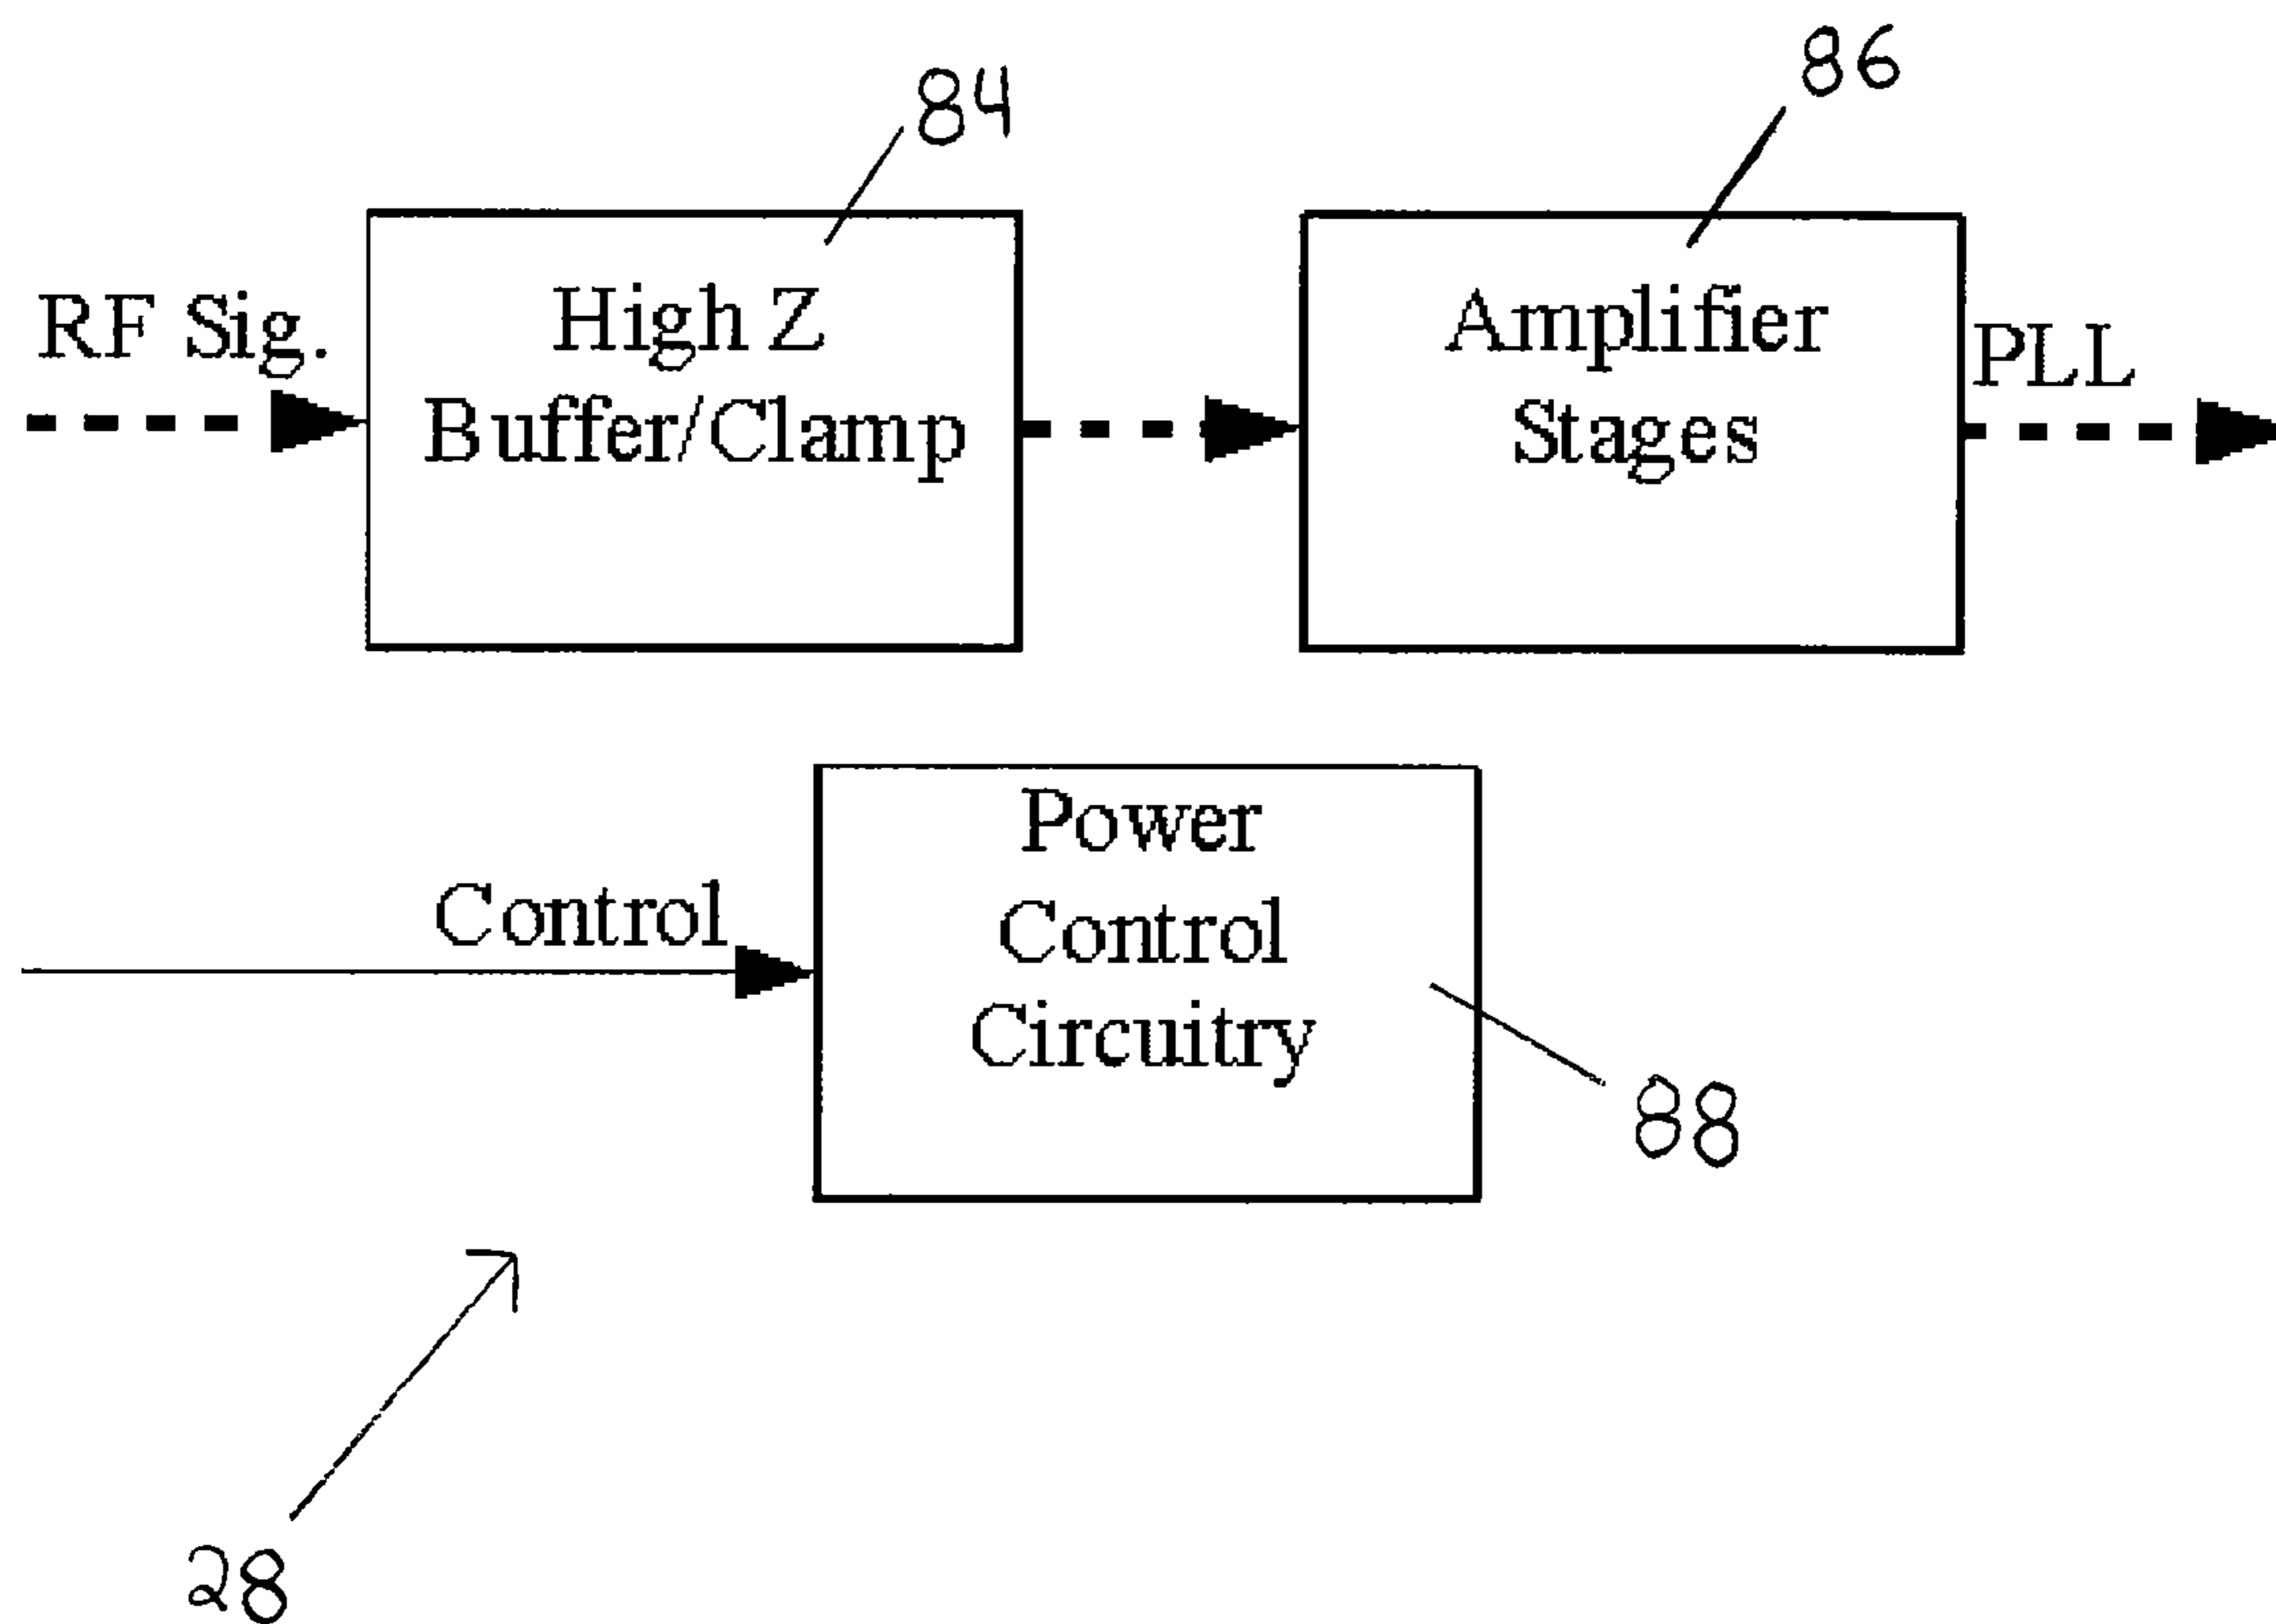 84
86
RF Sig.
High Z
Buffer/Clamp
Amplifier
Stages
PLL
Control
Power
Control
Circuitry
88
28